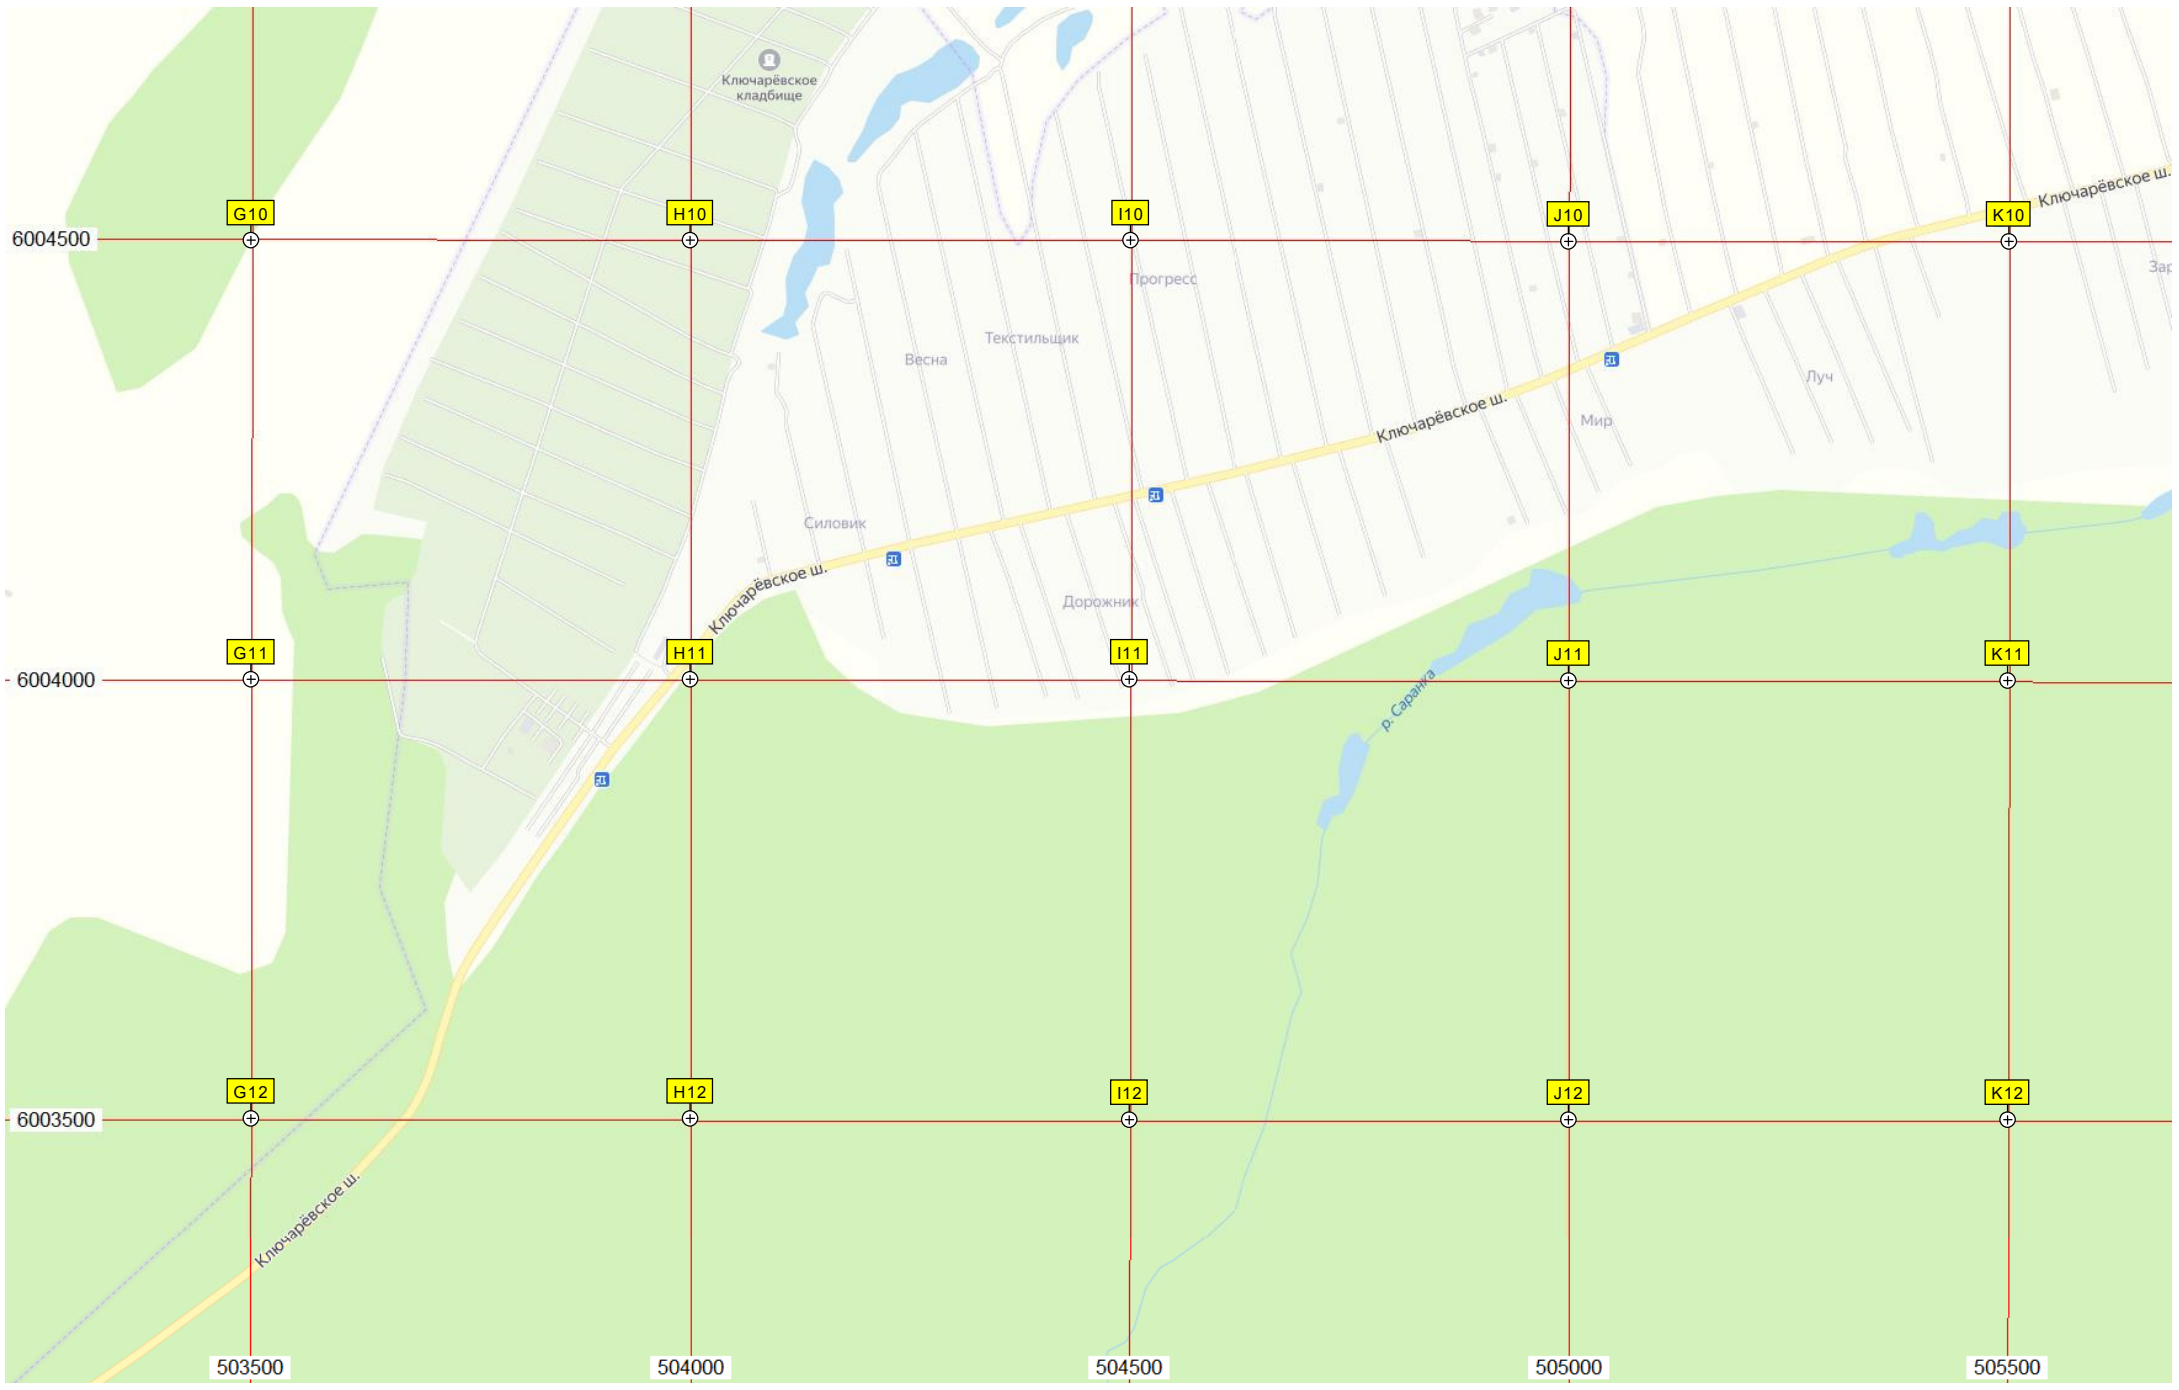 Ключарёвское
кладбище
Ключарёвское ш.
G10
H10
I10
J10
K10
6004500
Прогресс
Зар
Текстильщик
Весна
Луч
Ключарёвское ш.
Мир
Силовик
Ключарёвское ш.
Дорожник
G11
H11
I11
J11
K11
6004000
р. Саранка
G12
H12
I12
J12
K12
6003500
Ключарёвское ш.
503500
504000
504500
505000
505500